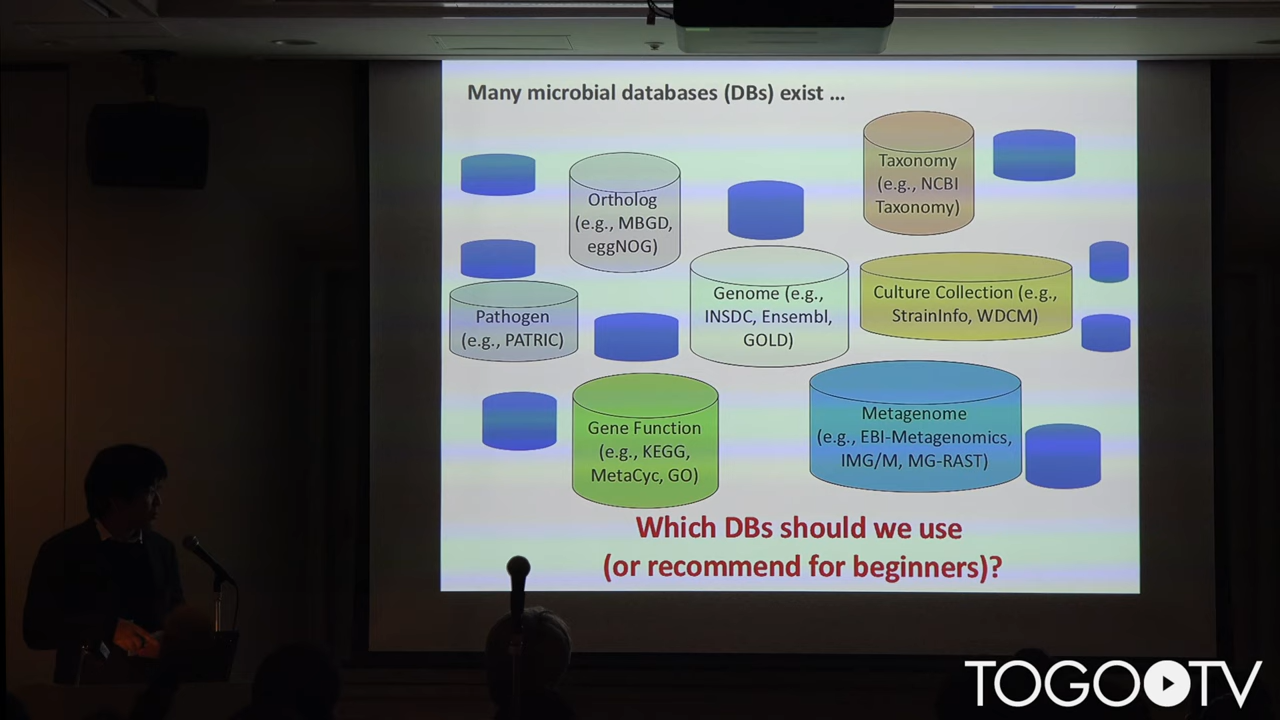 Many microbial databases (DBs) exist ...
Ortholog
(e.g., MBGD,
eggNOG)
Taxonomy
(e.g., NCBI
Taxonomy)
Pathogen
(e.g., PATRIC)
Genome (e.g.,
INSDC, Ensembl,
GOLD)
Culture Collection (e.g.,
StrainInfo, WDCM)
Gene Function
(e.g., KEGG,
MetaCyc, GO)
Metagenome
(e.g., EBI-Metagenomics,
IMG/M, MG-RAST)
Which DBs should we use
(or recommend for beginners)?
TOGO TV